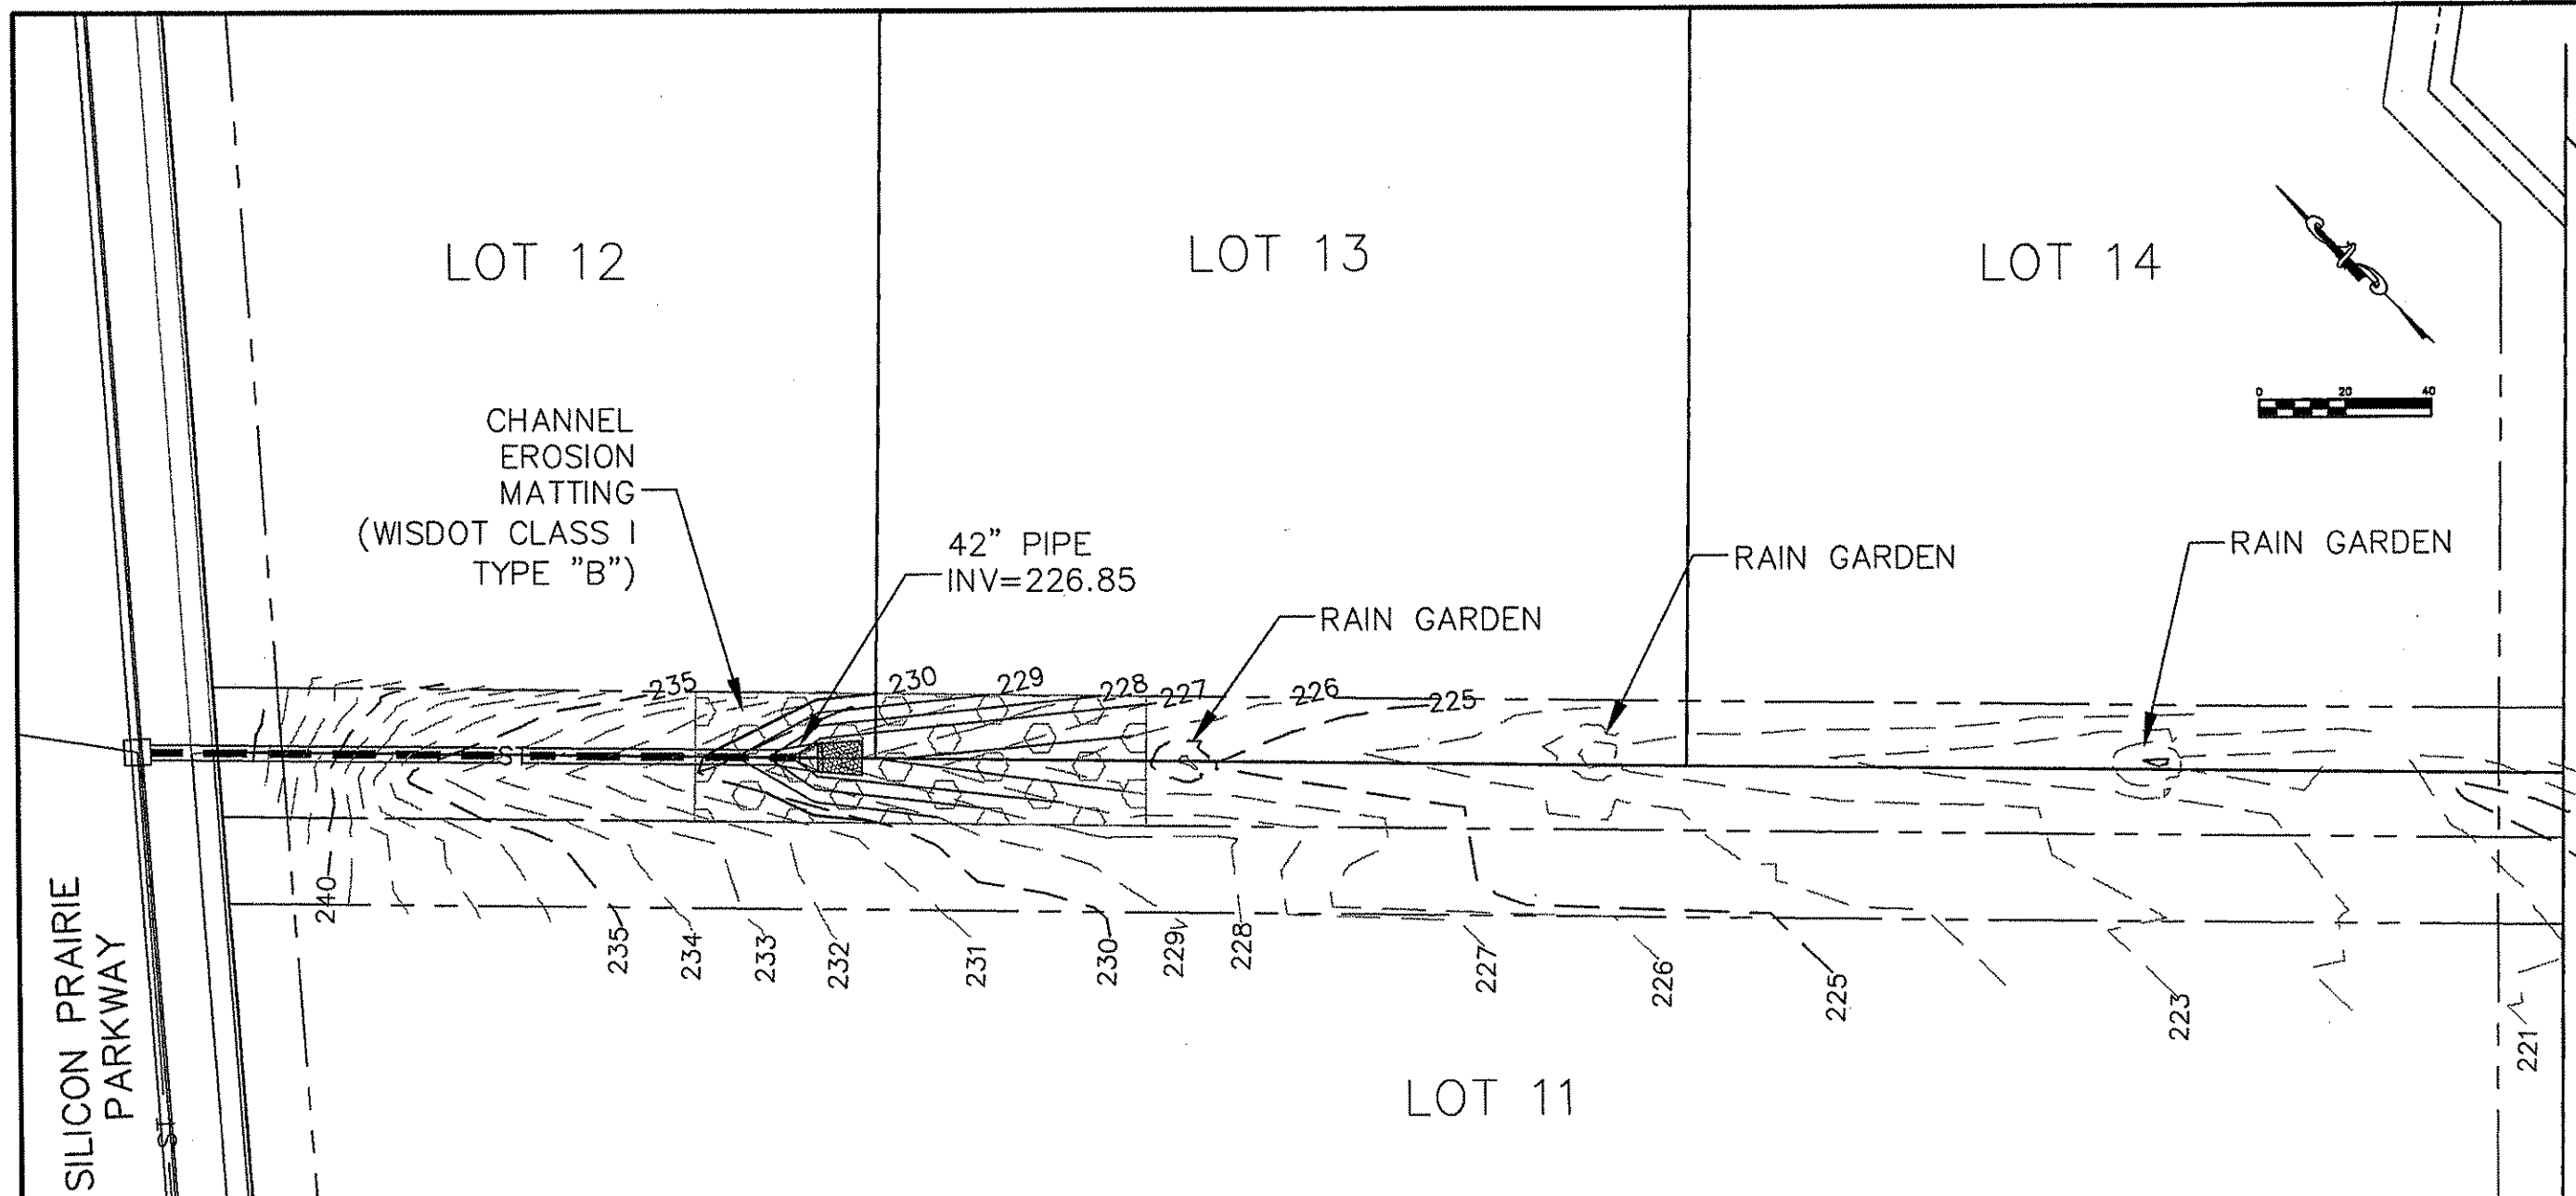 LOT 12
LOT 13
LOT 14
0 20 40
CHANNEL
EROSION
MATTING
(WISDOT CLASS I
TYPE "B")
42" PIPE
INV=226.85
RAIN GARDEN
RAIN GARDEN
RAIN GARDEN
235
230
229
228
227
226
225
ST
240
235
234
233
232
231
230
229
228
227
226
225
223
221
SILICON PRAIRIE
PARKWAY
ST
LOT 11